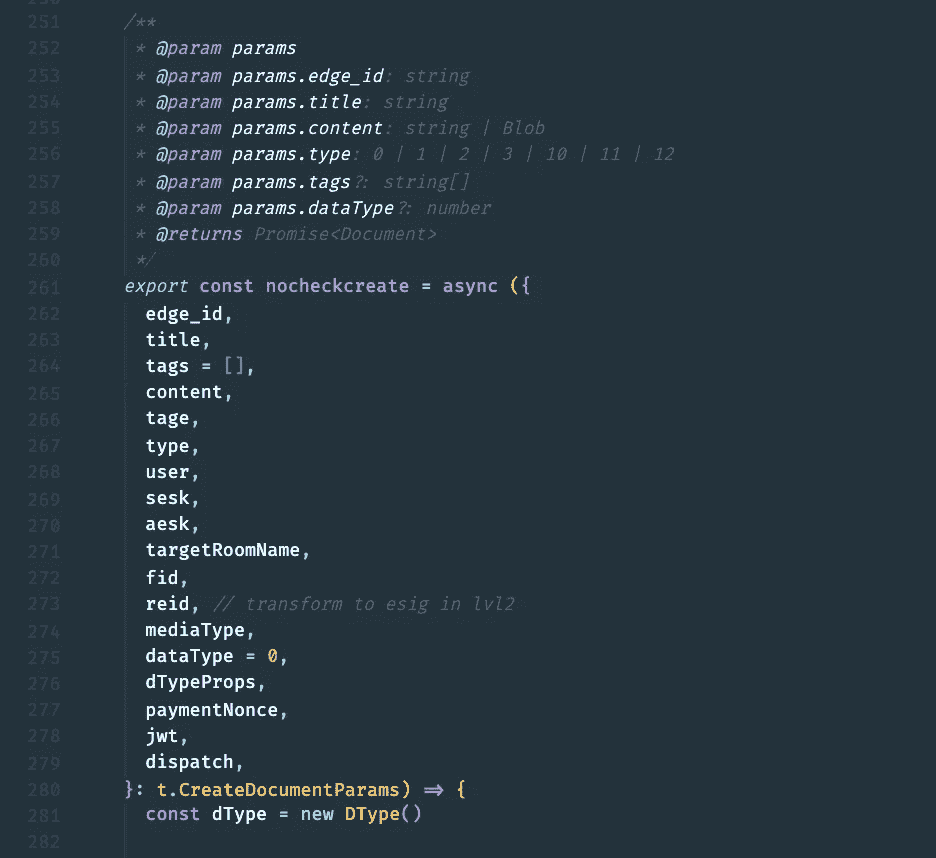 251 /**
252 * @param params
253 * @param params.edge_id: string
254 * @param params.title: string
255 * @param params.content: string | Blob
256 * @param params.type: 0 | 1 | 2 | 3 | 10 | 11 | 12
257 * @param params.tags?: string[]
258 * @param params.dataType?: number
259 * @returns Promise<Document>
260 */
261 export const nocheckcreate = async ({
262 edge_id,
263 title,
264 tags = [],
265 content,
266 tage,
267 type,
268 user,
269 sesk,
270 aesk,
271 targetRoomName,
272 fid,
273 reid, // transform to esig in lvl2
274 mediaType,
275 dataType = 0,
276 dTypeProps,
277 paymentNonce,
278 jwt,
279 dispatch,
280 }: t.CreateDocumentParams) => {
281 const dType = new DType()
282